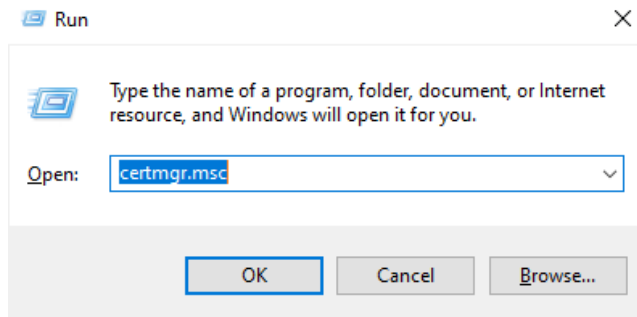 Run
Type the name of a program, folder, document, or Internet
resource, and Windows will open it for you.
Open: certmgr.msc
OK Cancel Browse...